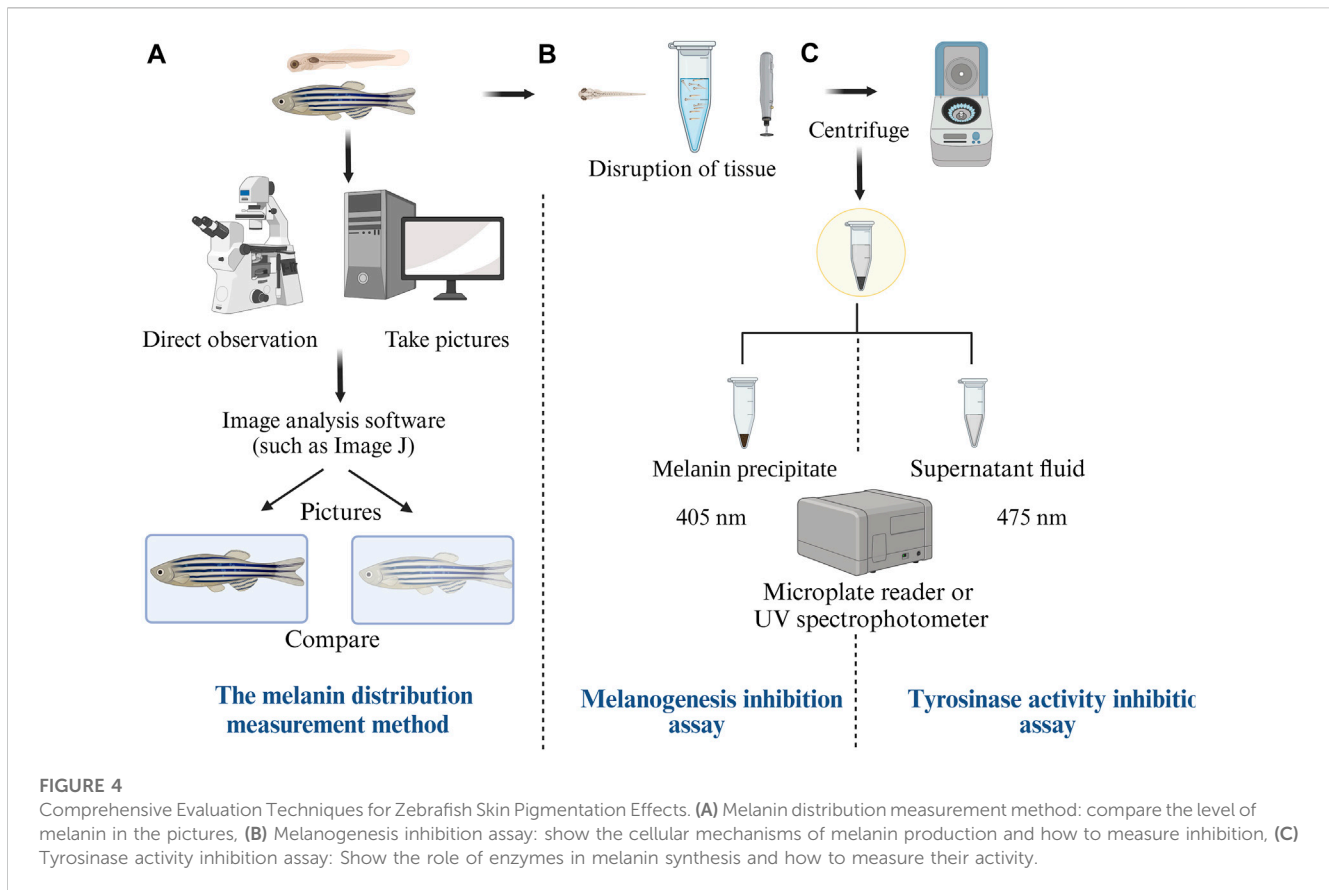 A
B
C
Centrifuge
Disruption of tissue
Direct observation
Take pictures
Image analysis software
(such as Image J)
Pictures
Compare
The melanin distribution
measurement method
Melanin precipitate
Supernatant fluid
405 nm
475 nm
Microplate reader or
UV spectrophotometer
Melanogenesis inhibition
assay
Tyrosinase activity inhibitic
assay
FIGURE 4
Comprehensive Evaluation Techniques for Zebrafish Skin Pigmentation Effects. (A) Melanin distribution measurement method: compare the level of
melanin in the pictures, (B) Melanogenesis inhibition assay: show the cellular mechanisms of melanin production and how to measure inhibition, (C)
Tyrosinase activity inhibition assay: Show the role of enzymes in melanin synthesis and how to measure their activity.